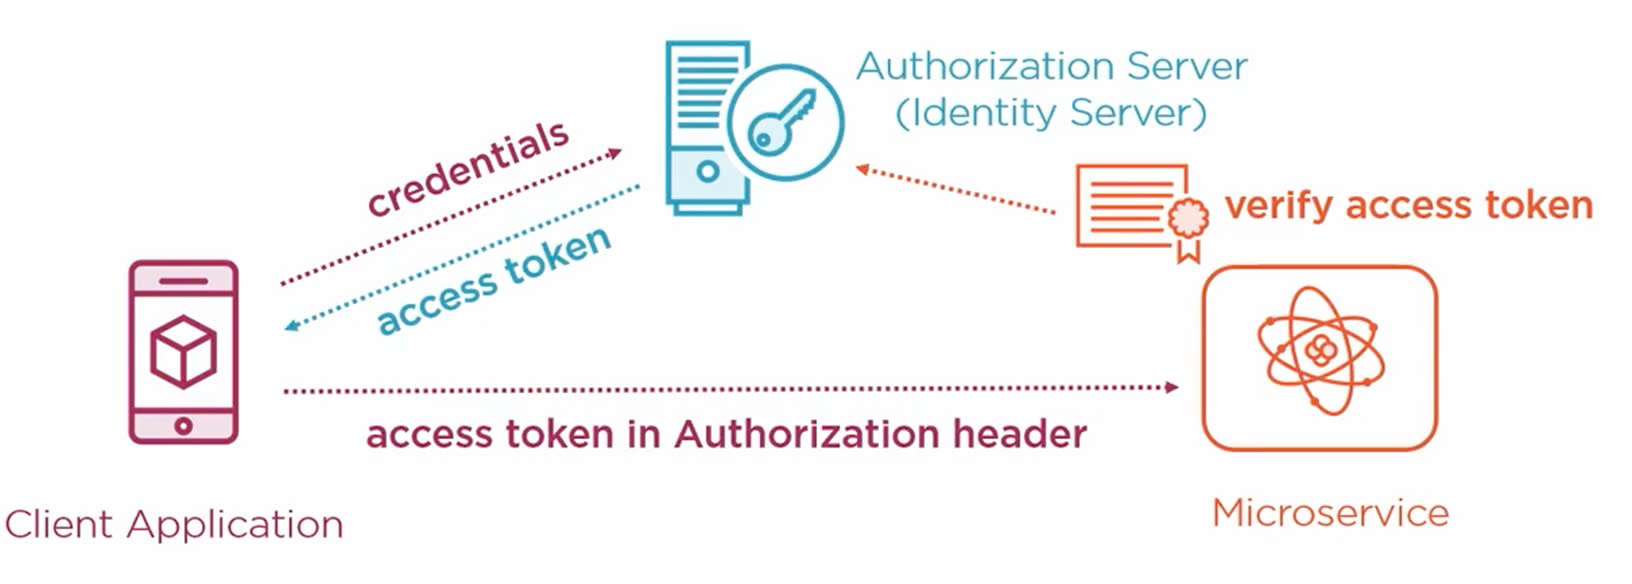 Authorization Server
(Identity Server)
credentials
access token
verify access token
access token in Authorization header
Client Application
Microservice